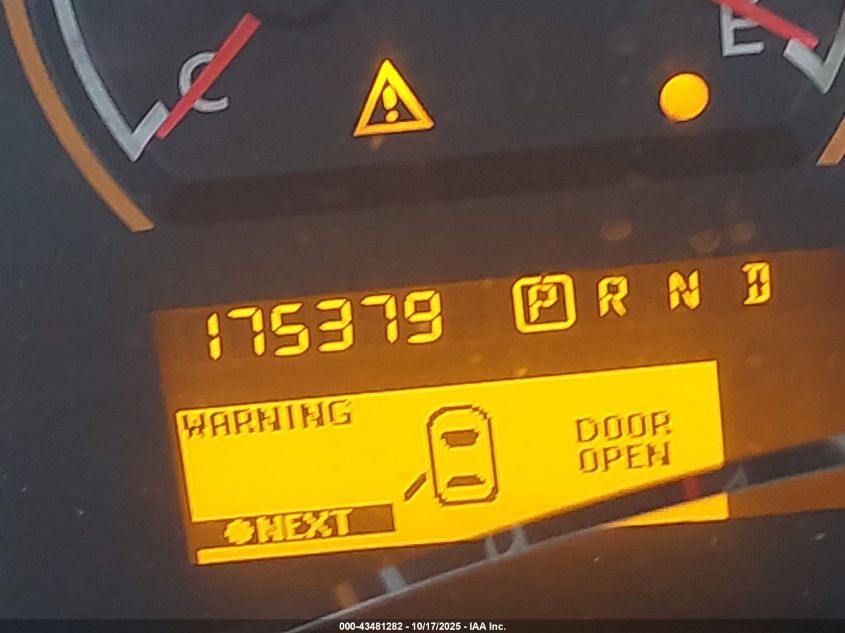 C E
175379 P R N D
WARNING
DOOR
OPEN
NEXT
000-43481282 - 10/17/2025 - IAA Inc.